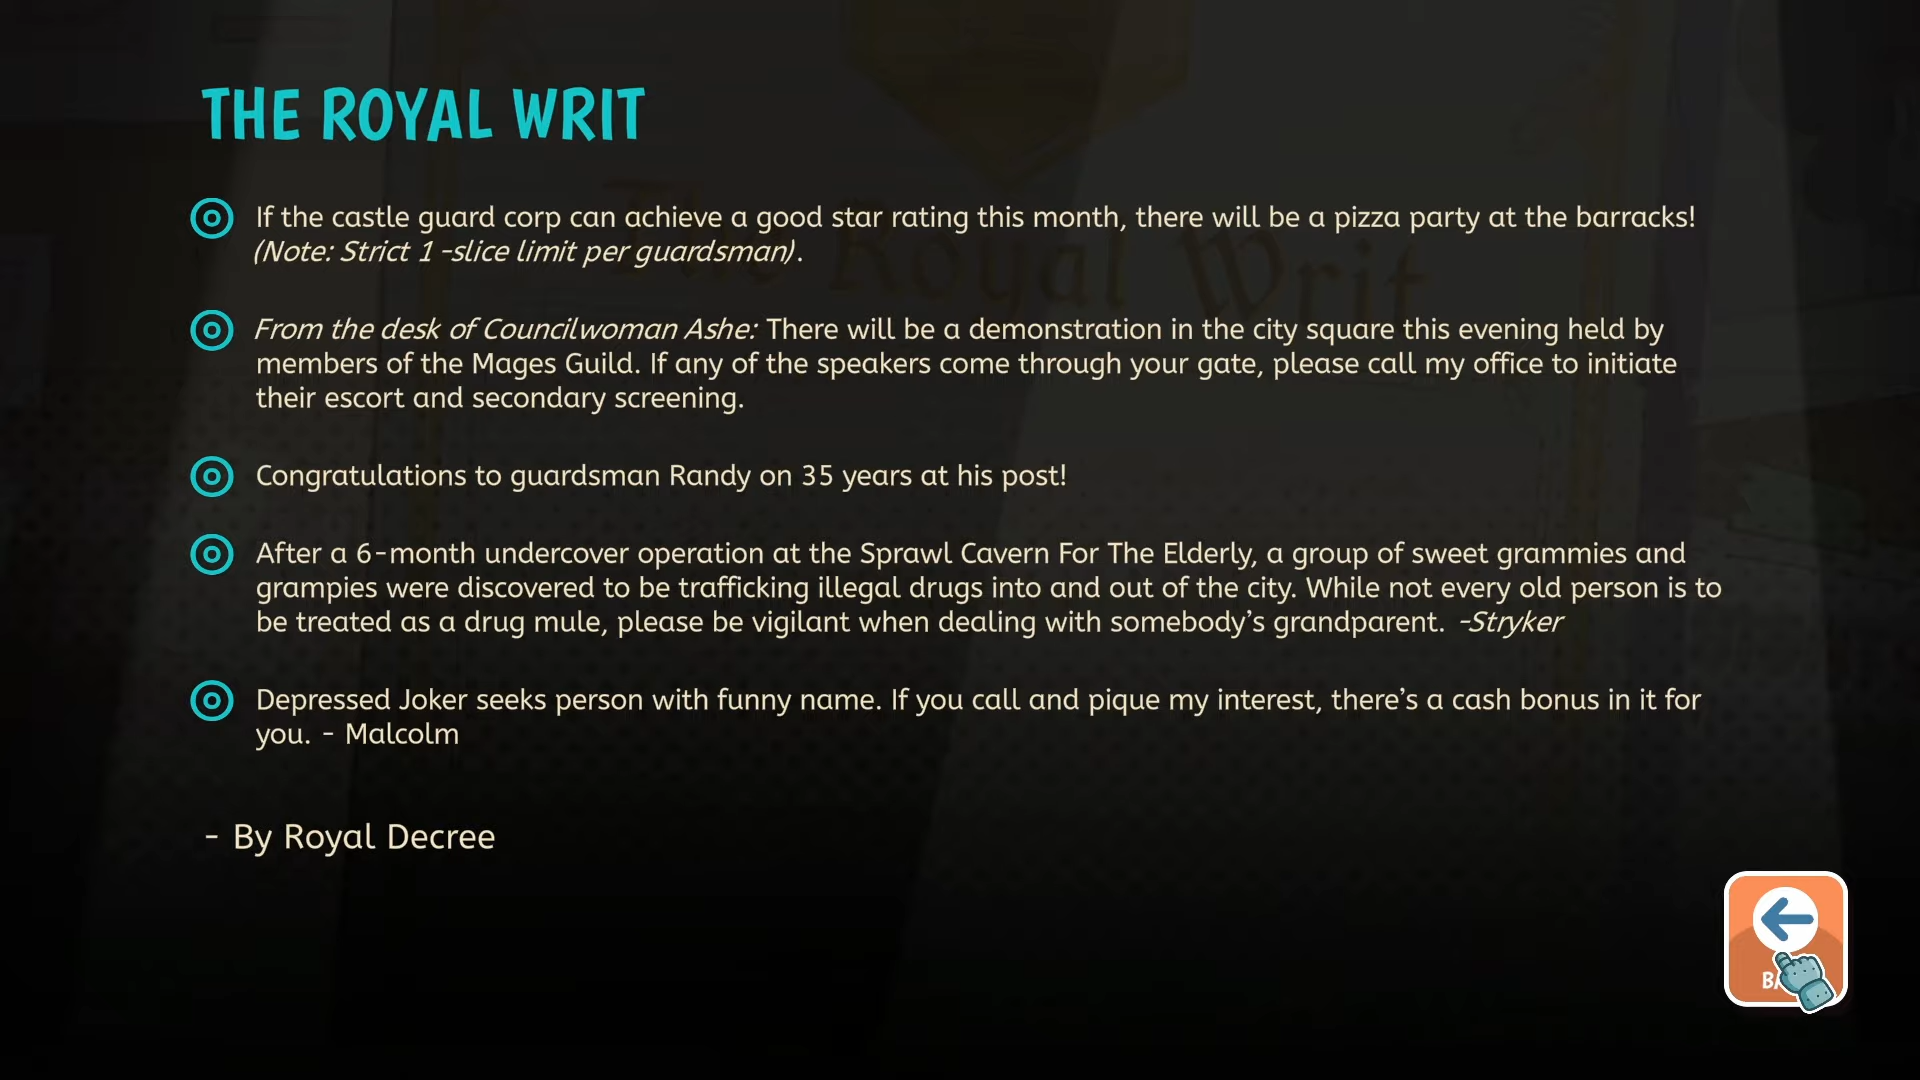 THE ROYAL WRIT
If the castle guard corp can achieve a good star rating this month, there will be a pizza party at the barracks!
(Note: Strict 1 -slice limit per guardsman).
From the desk of Councilwoman Ashe: There will be a demonstration in the city square this evening held by
members of the Mages Guild. If any of the speakers come through your gate, please call my office to initiate
their escort and secondary screening.
Congratulations to guardsman Randy on 35 years at his post!
After a 6-month undercover operation at the Sprawl Cavern For The Elderly, a group of sweet grammies and
grampies were discovered to be trafficking illegal drugs into and out of the city. While not every old person is to
be treated as a drug mule, please be vigilant when dealing with somebody's grandparent. -Stryker
Depressed Joker seeks person with funny name. If you call and pique my interest, there's a cash bonus in it for
you. - Malcolm
- By Royal Decree
The Royal Writ